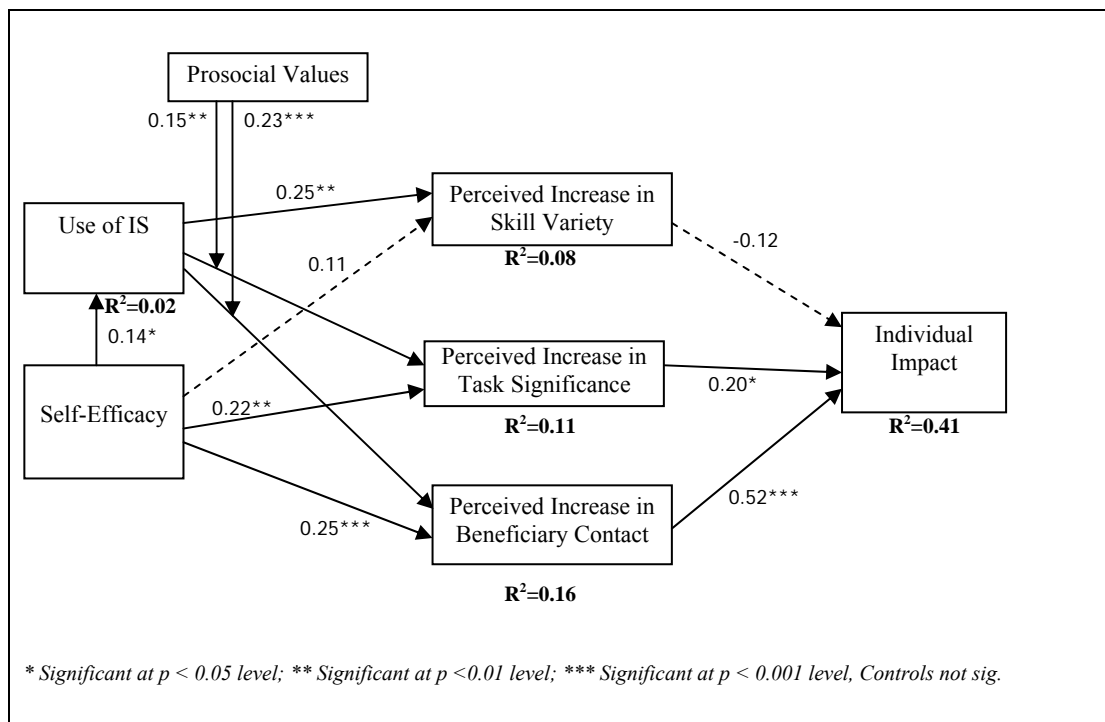 Prosocial Values
0.15**
0.23***
0.25**
Perceived Increase in
Skill Variety
R²=0.08
-0.12
Use of IS
R²=0.02
0.11
0.14*
Individual
Impact
R²=0.41
Perceived Increase in
Task Significance
R²=0.11
0.20*
Self-Efficacy
0.22**
0.25***
Perceived Increase in
Beneficiary Contact
R²=0.16
0.52***
* Significant at p < 0.05 level; ** Significant at p <0.01 level; *** Significant at p < 0.001 level, Controls not sig.